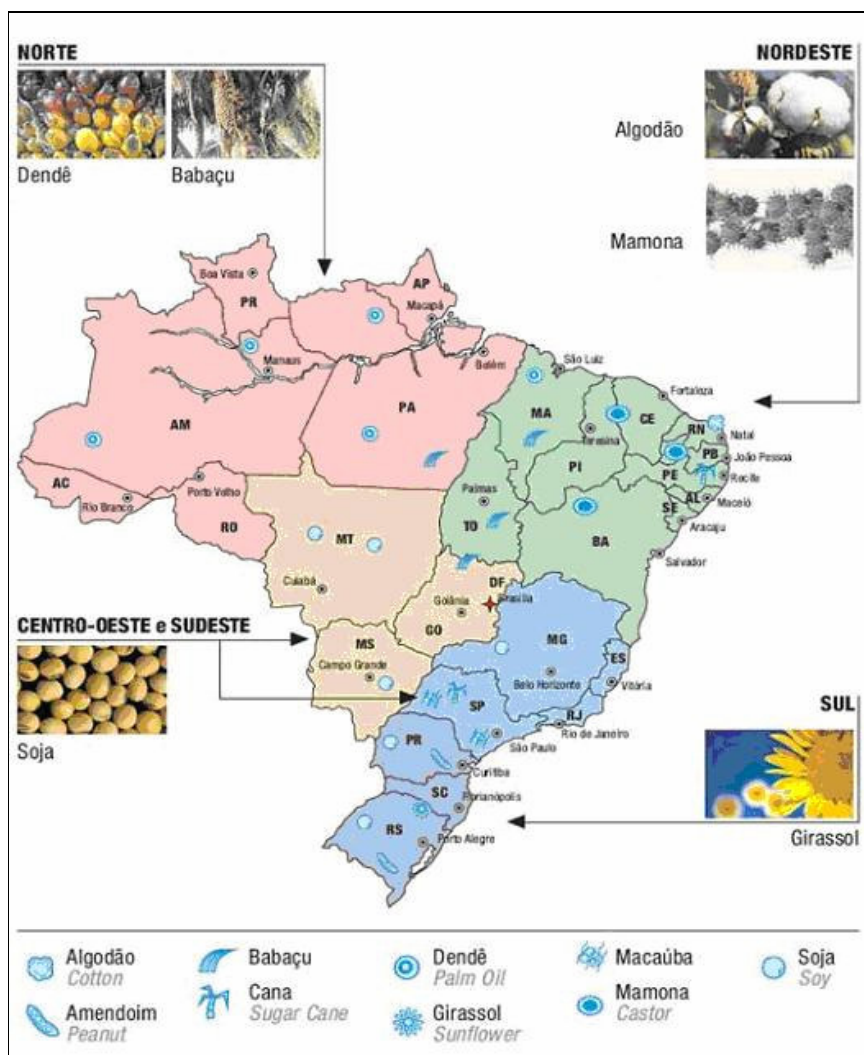 NORTE
Dendê
Babaçu
NORDESTE
Algodão
Mamona
Boa Vista
PR
AP
Macapá
Manaus
Belém
São Luiz
Fortaleza
AM
PA
MA
CE
RN
Natal
Teresina
PB
João Pessoa
PI
PE
Recife
AC
Porto Velho
Palmas
AL
Maceió
Rio Branco
RO
MT
TO
SE
Aracaju
BA
Salvador
Cuiabá
DF
Goiânia
Brasília
GO
CENTRO-OESTE e SUDESTE
MS
MG
Campo Grande
ES
Belo Horizonte
Vitória
SP
RJ
Rio de Janeiro
SUL
Soja
PR
São Paulo
Curitiba
SC
Florianópolis
RS
Porto Alegre
Girassol
Algodão
Cotton
Babaçu
Dendê
Palm Oil
Macaúba
Soja
Soy
Amendoim
Peanut
Cana
Sugar Cane
Girassol
Sunflower
Mamona
Castor